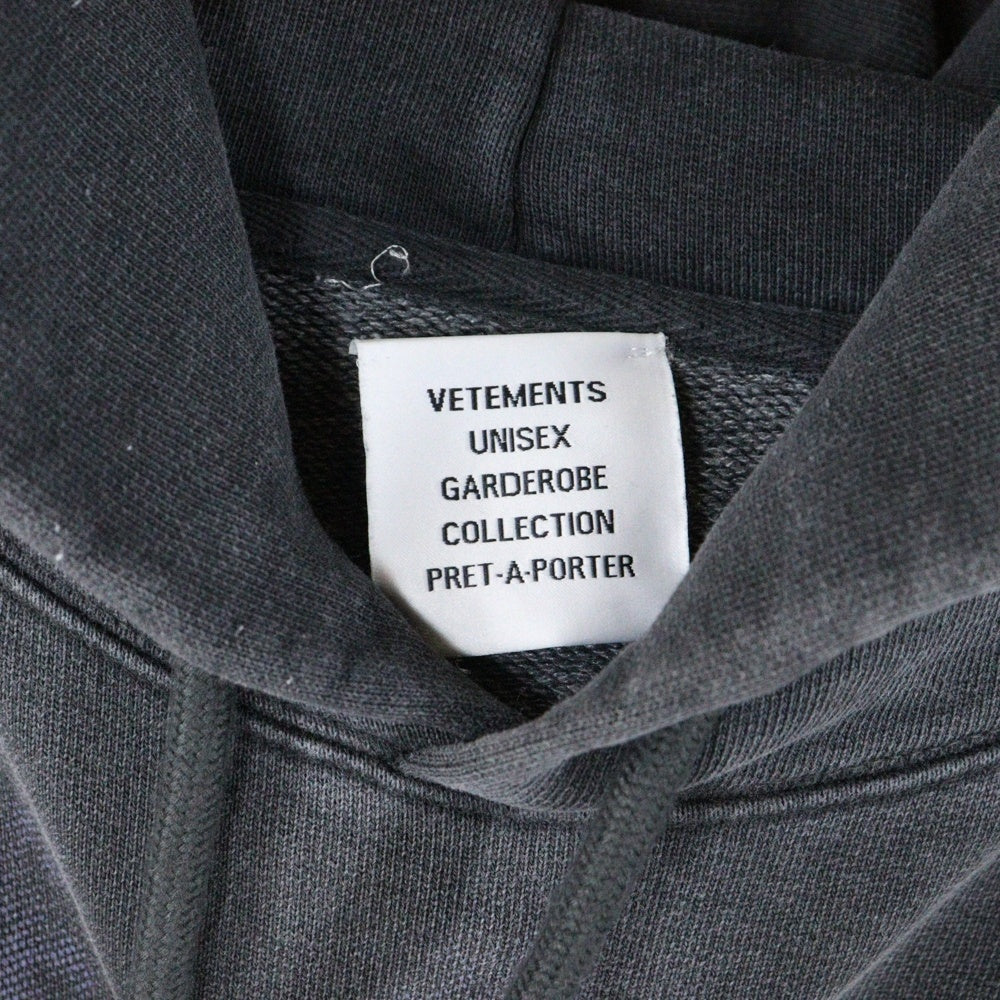 VETEMENTS
UNISEX
GARDEROBE
COLLECTION
PRET-A-PORTER